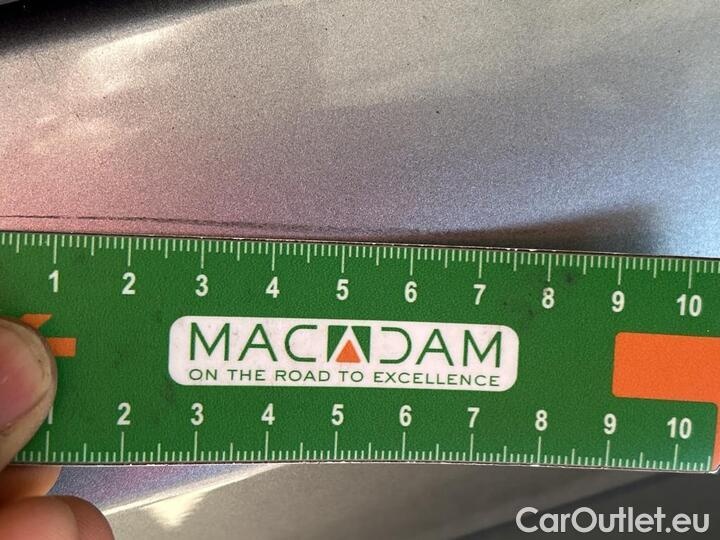 1 2 3 4 5 6 7 8 9 10
MACADAM
ON THE ROAD TO EXCELLENCE
1 2 3 4 5 6 7 8 9 10
CarOutlet.eu